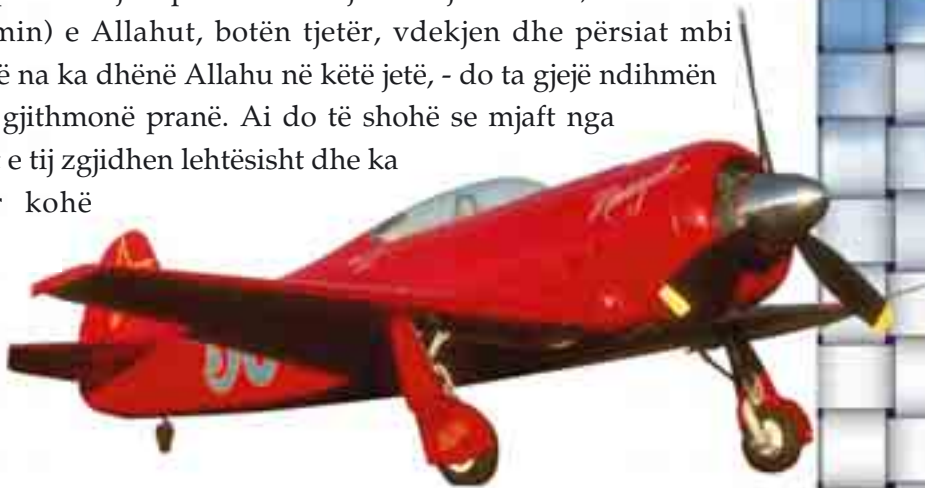 min) e Allahut, botën tjetër, vdekjen dhe përsiat mbi
ë na ka dhënë Allahu në këtë jetë, - do ta gjejë ndihmën
gjithmonë pranë. Ai do të shohë se mjaft nga
e tij zgjidhen lehtësisht dhe ka
kohë